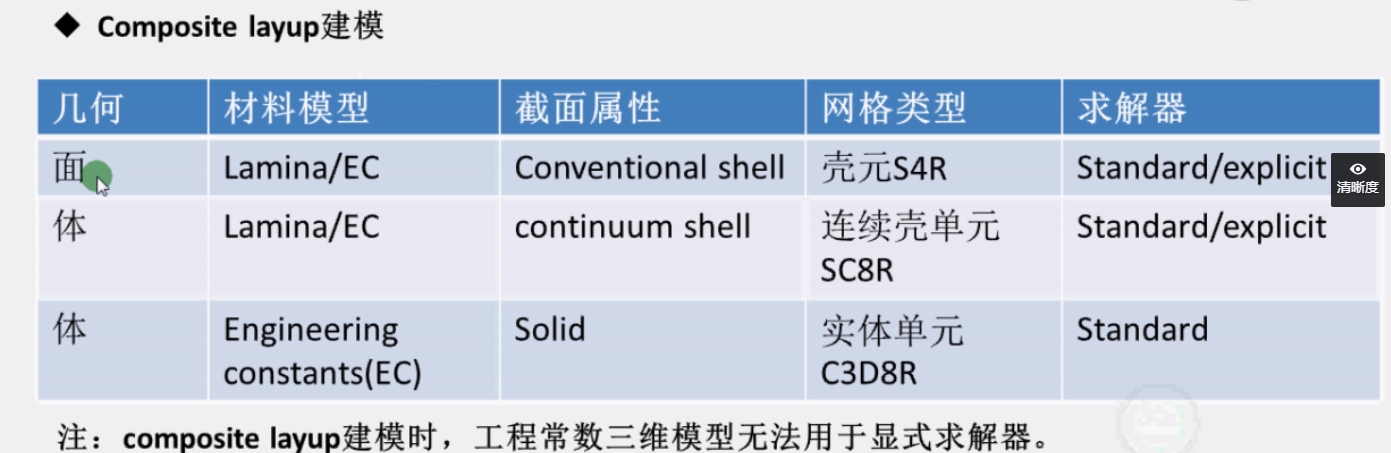 ◆ Composite layup建模
几何 材料模型 截面属性 网格类型 求解器
面 Lamina/EC Conventional shell 壳元S4R Standard/explicit
清晰度
体 Lamina/EC continuum shell 连续壳单元 Standard/explicit
SC8R
体 Engineering Solid 实体单元 Standard
constants(EC) C3D8R
注：composite layup建模时，工程常数三维模型无法用于显式求解器。